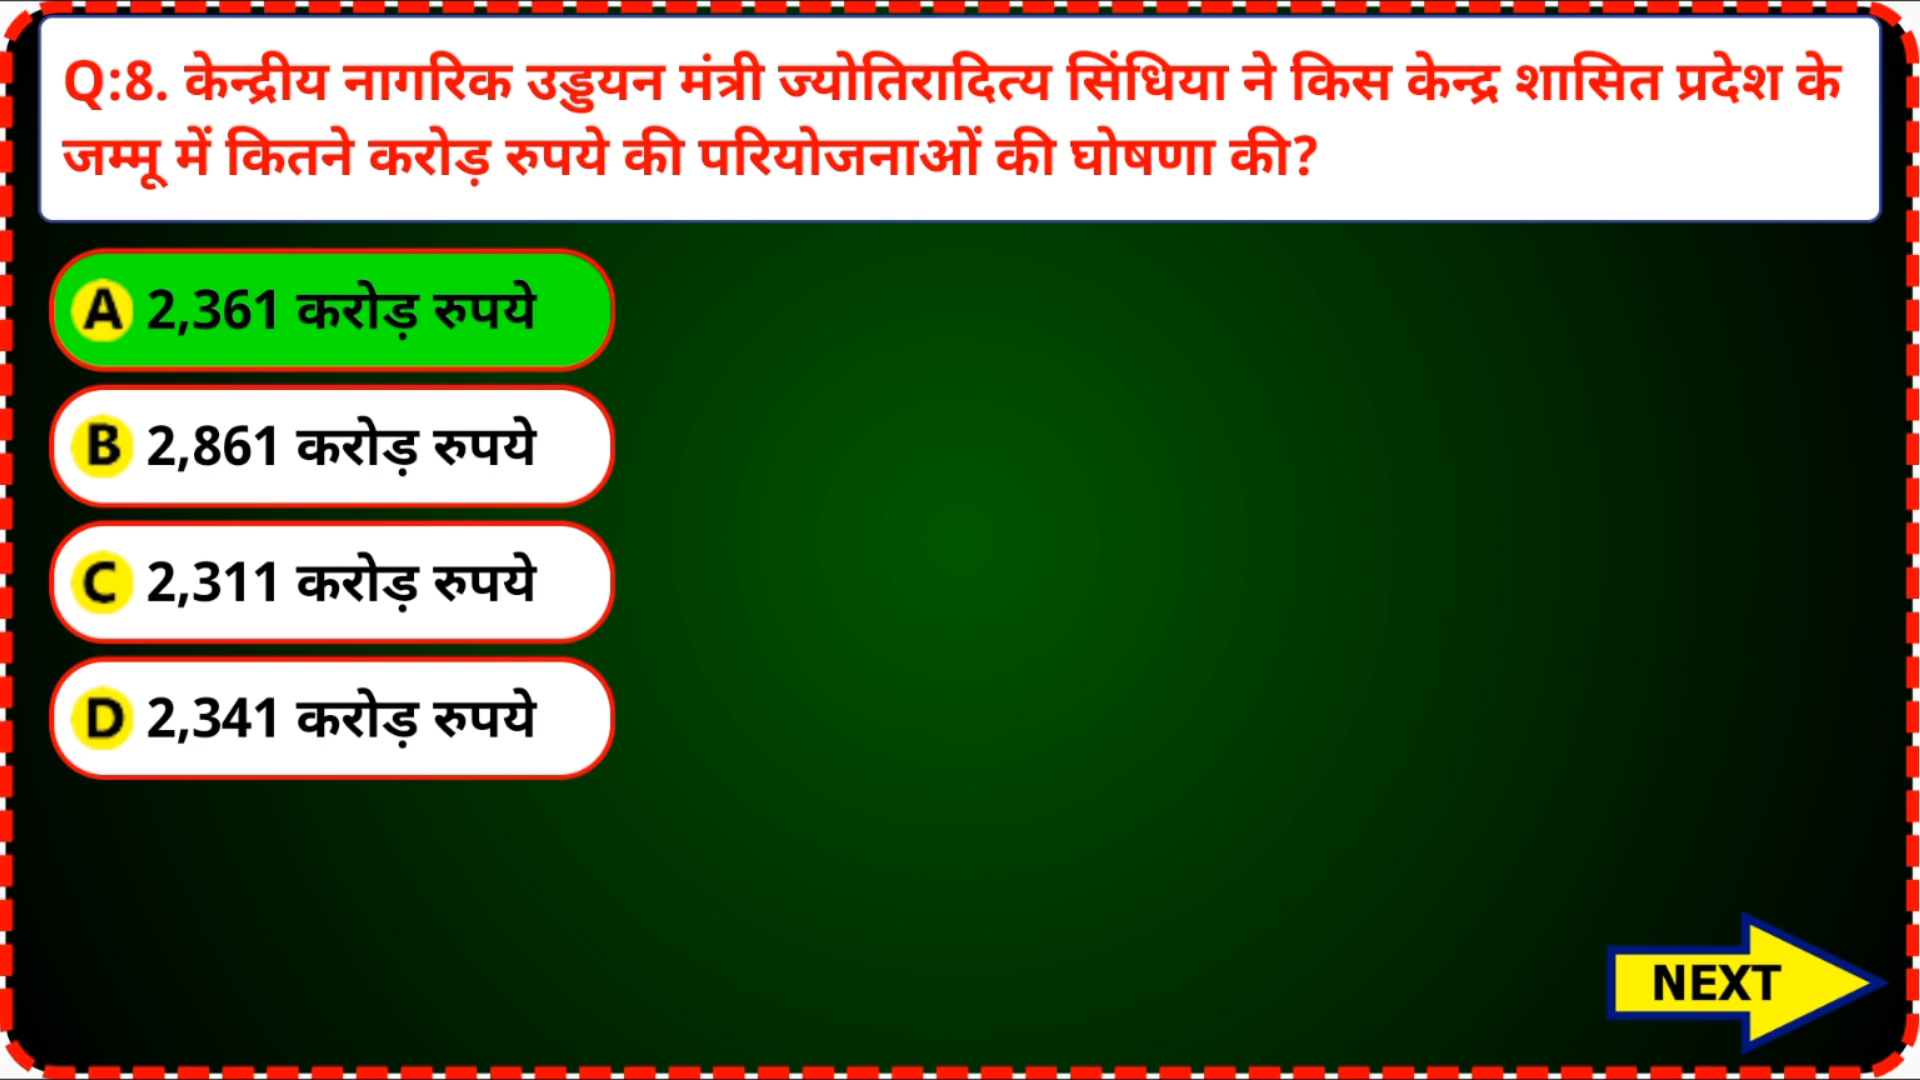 Q:8. केन्द्रीय नागरिक उड्डयन मंत्री ज्योतिरादित्य सिंधिया ने किस केन्द्र शासित प्रदेश के
जम्मू में कितने करोड़ रुपये की परियोजनाओं की घोषणा की?
A 2,361 करोड़ रुपये
B 2,861 करोड़ रुपये
C 2,311 करोड़ रुपये
D 2,341 करोड़ रुपये
NEXT